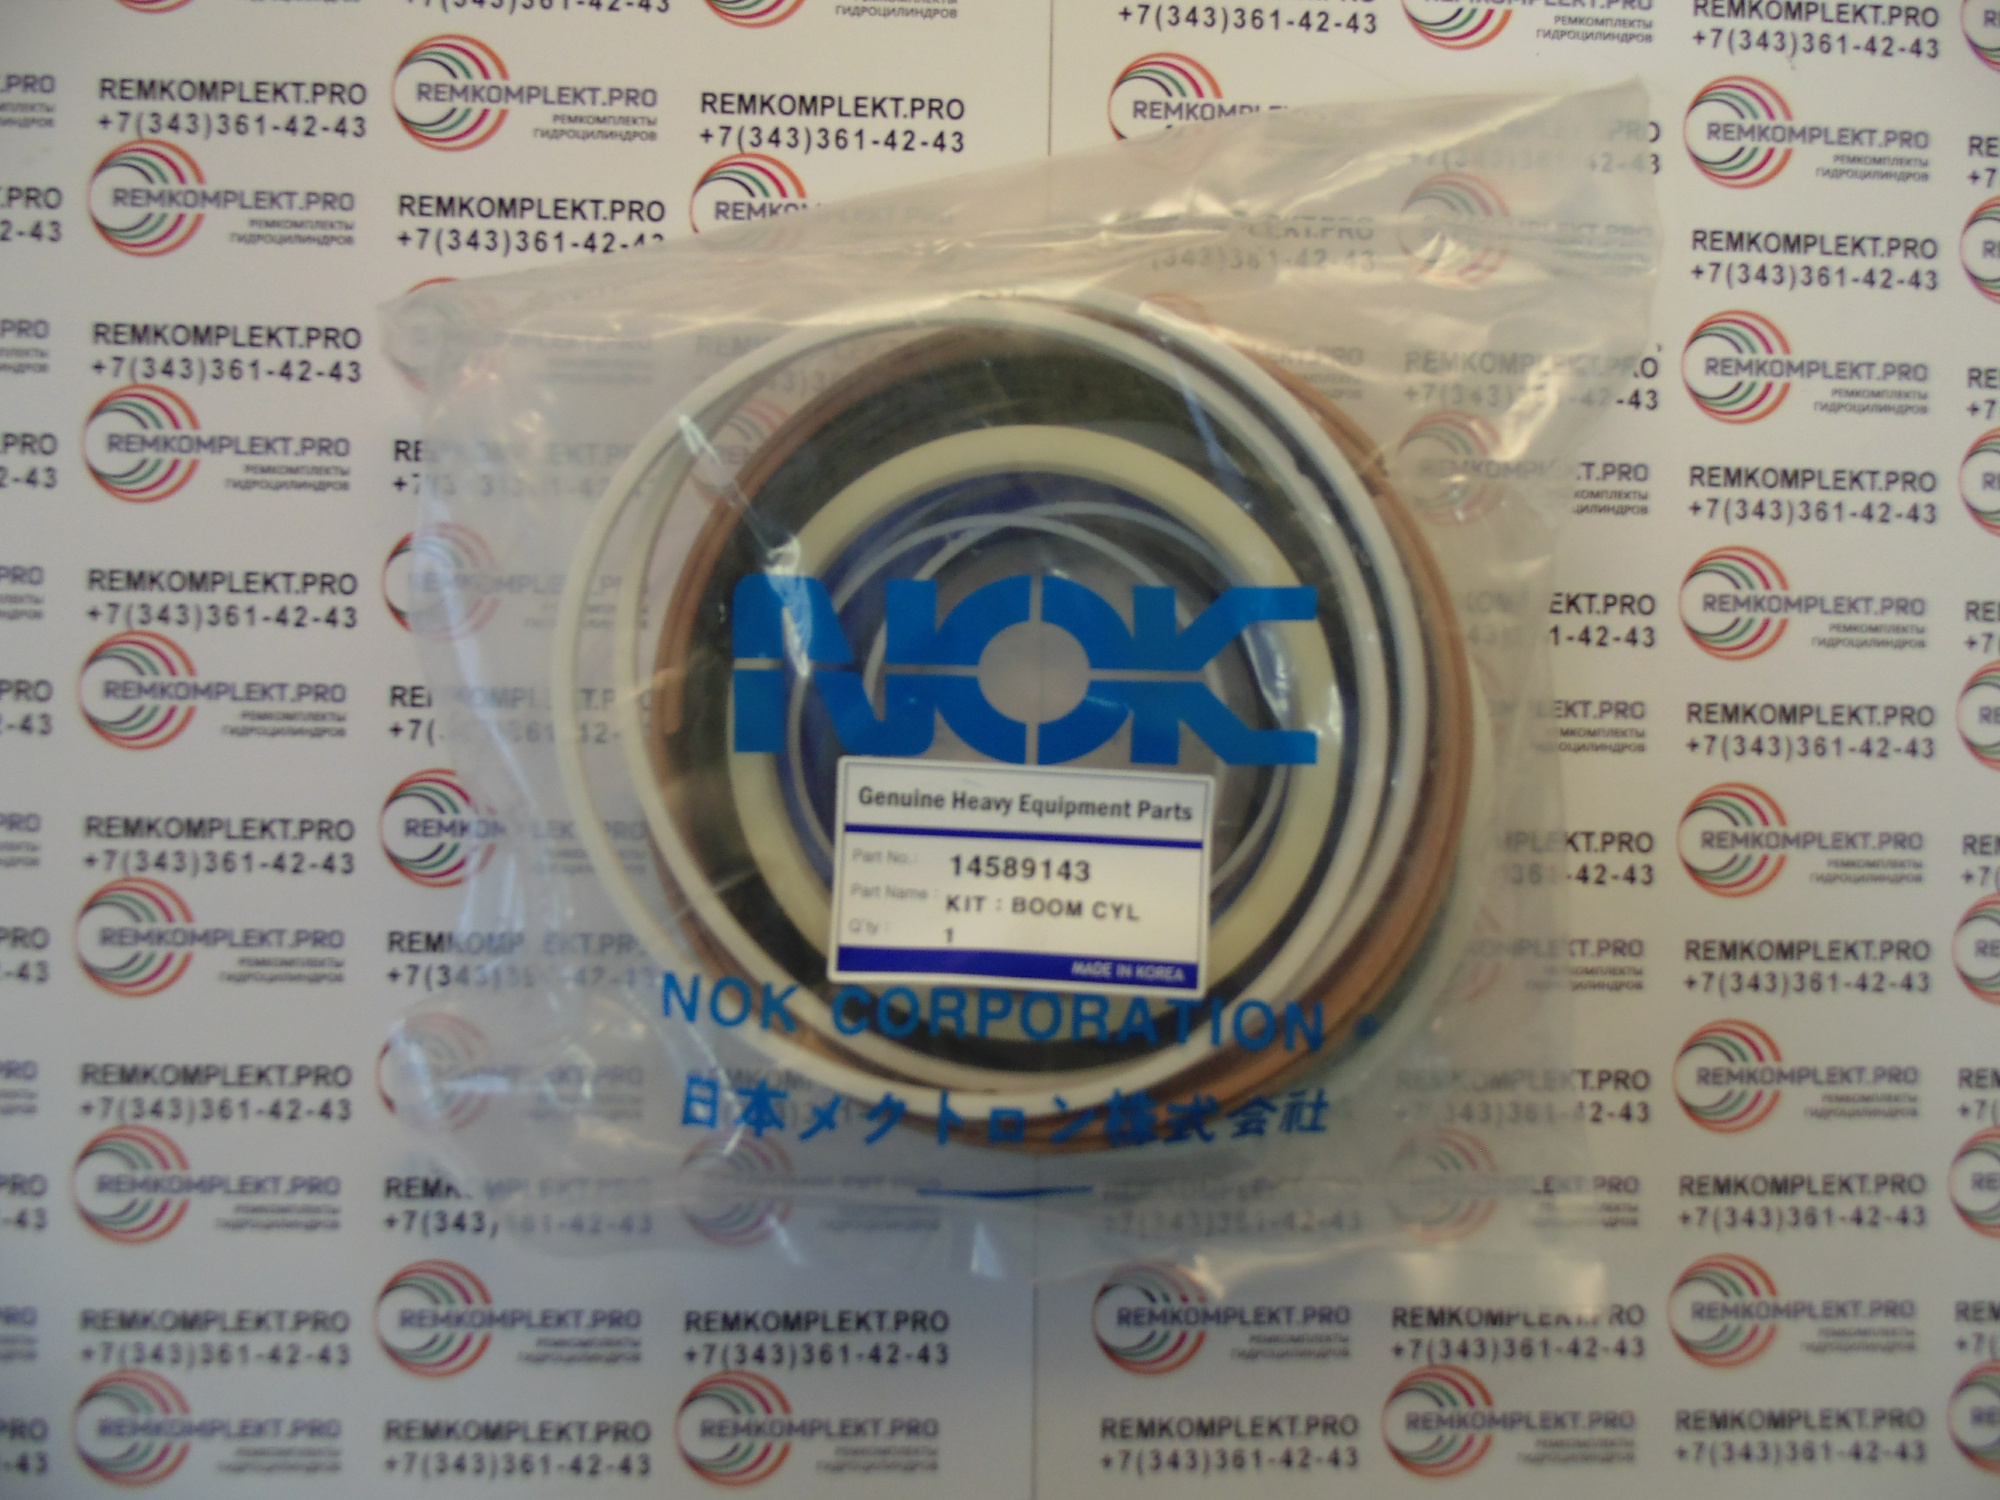 REMKOMPLEKT.PRO
+7(343)361-42-43
REMKOMPLEKT.PRO
РЕМКОМПЛЕКТЫ
ГИДРОЦИЛИНДРОВ
NOK
Genuine Heavy Equipment Parts
Part No.: 14589143
Part Name : KIT : BOOM CYL
Q'ty : 1
MADE IN KOREA
NOK CORPORATION
日本メクトロン株式会社